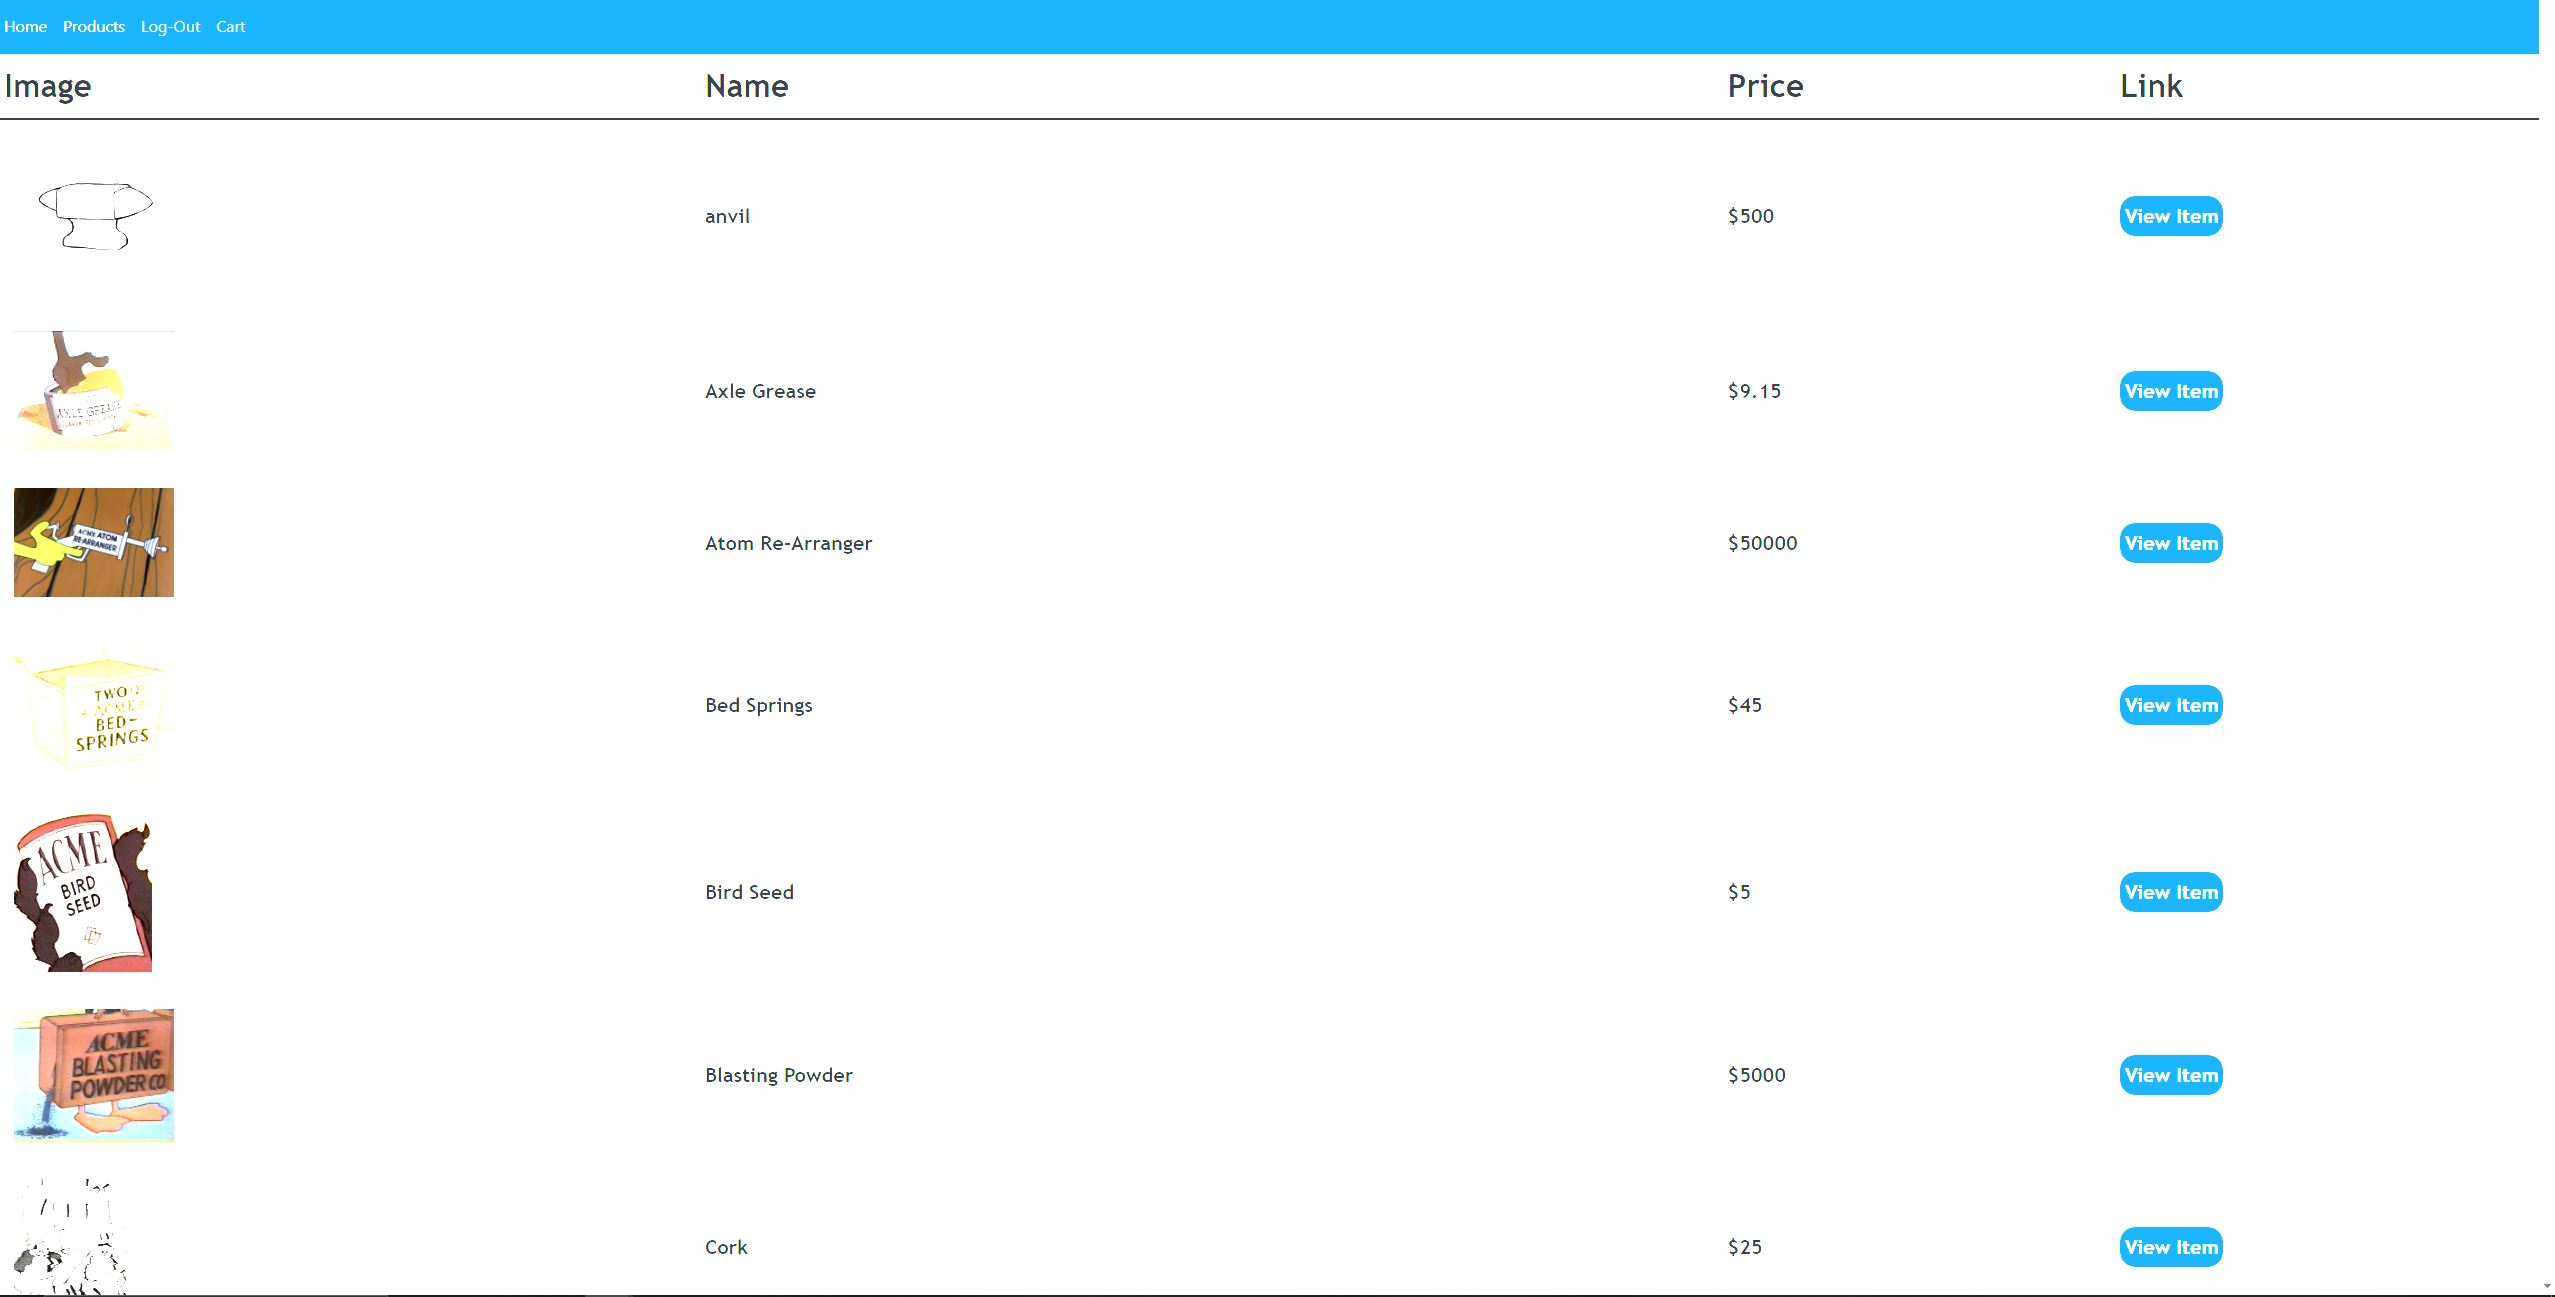 Home Products Log-Out Cart
Image Name Price Link
anvil $500 View Item
AXLE GREASE
Axle Grease $9.15 View Item
ACME ATOM
RE-ARRANGER
Atom Re-Arranger $50000 View Item
TWO
ACME
BED-
SPRINGS
Bed Springs $45 View Item
ACME
BIRD
SEED
Bird Seed $5 View Item
ACME
BLASTING
POWDER CO
Blasting Powder $5000 View Item
Cork $25 View Item